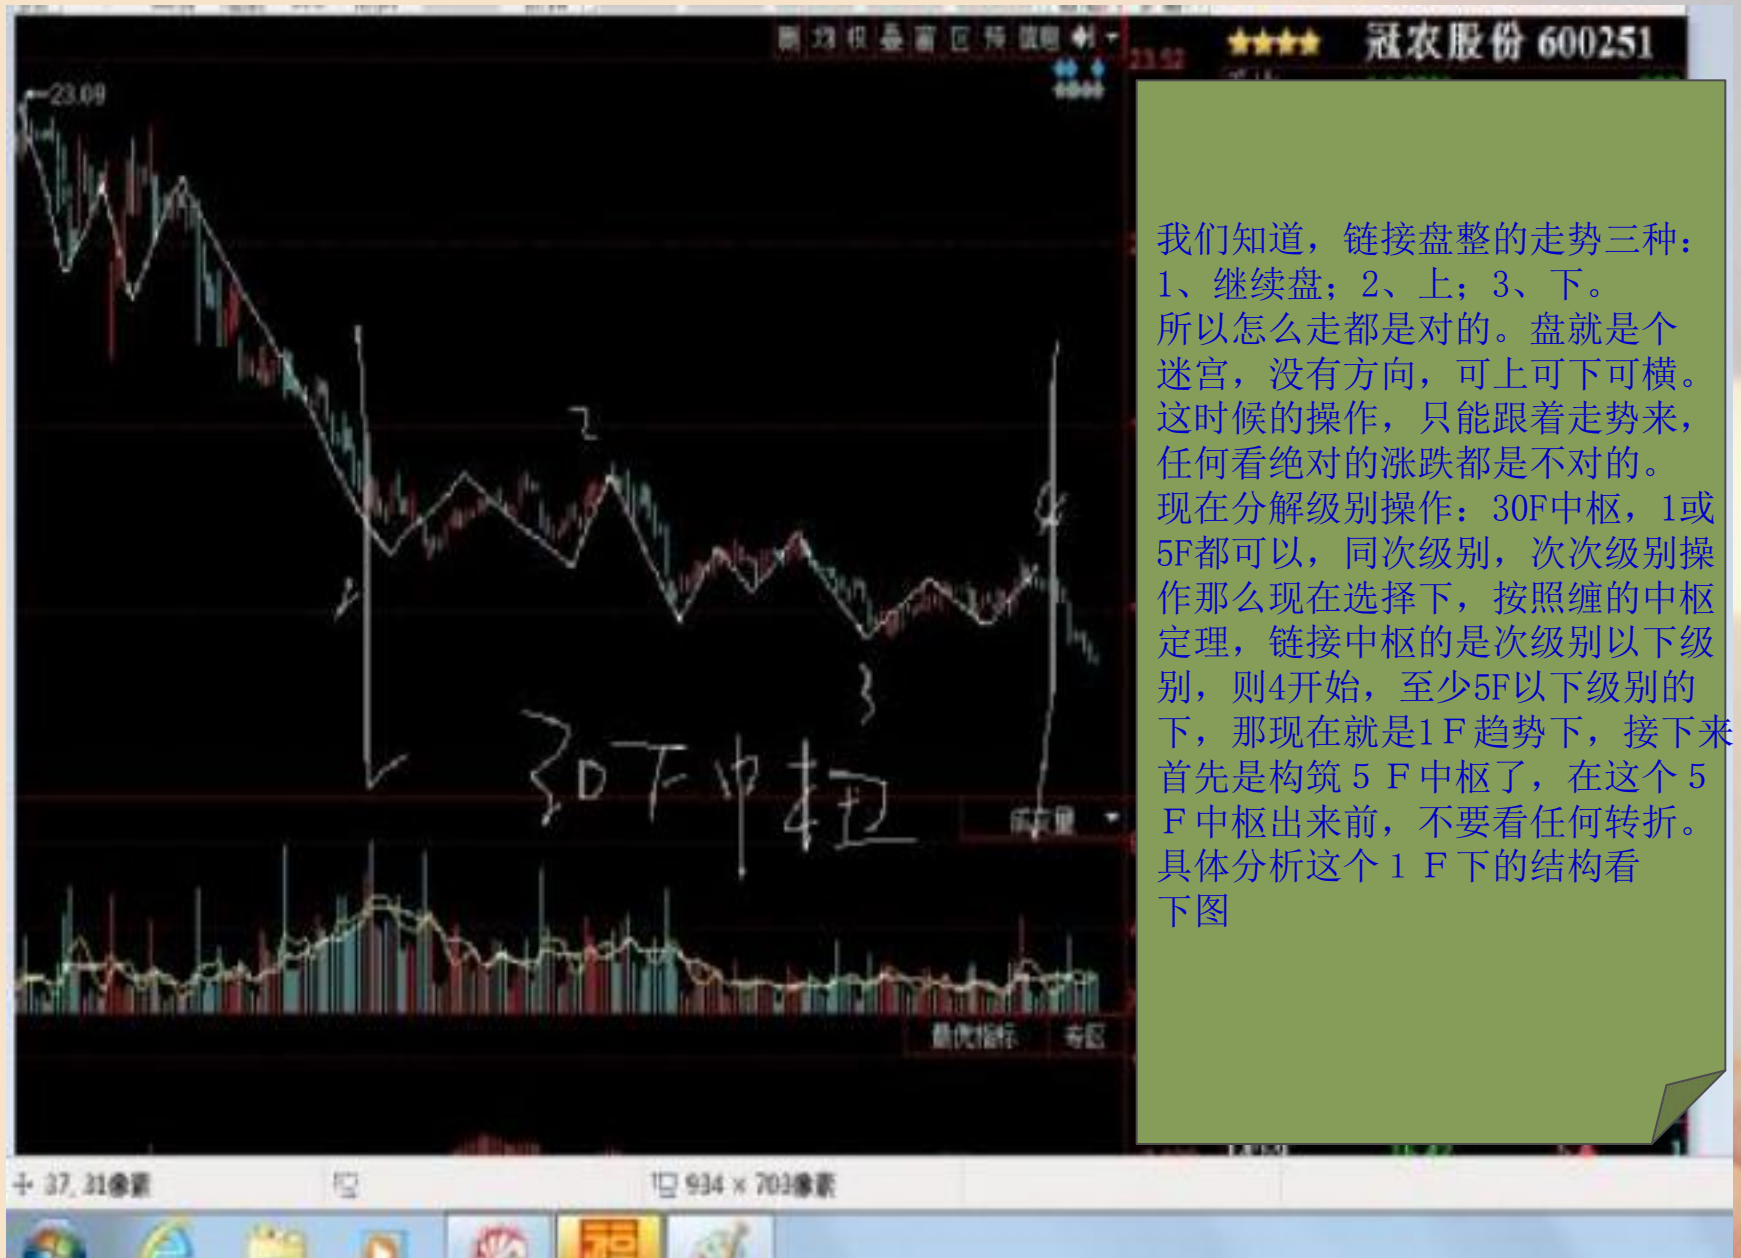 冠农股份 600251
23.09
我们知道，链接盘整的走势三种：
1、继续盘；2、上；3、下。
所以怎么走都是对的。盘就是个
迷宫，没有方向，可上可下可横。
这时候的操作，只能跟着走势来，
任何看绝对的涨跌都是不对的。
现在分解级别操作：30F中枢，1或
5F都可以，同次级别，次次级别操
作那么现在选择下，按照缠的中枢
定理，链接中枢的是次级别以下级
别，则4开始，至少5F以下级别的
下，那现在就是1Ｆ趋势下，接下来
首先是构筑５Ｆ中枢了，在这个５
Ｆ中枢出来前，不要看任何转折。
具体分析这个１Ｆ下的结构看
下图
2
4
3
30下中枢
成交量
最优指标 专区
37, 31像素
934 × 703像素
福